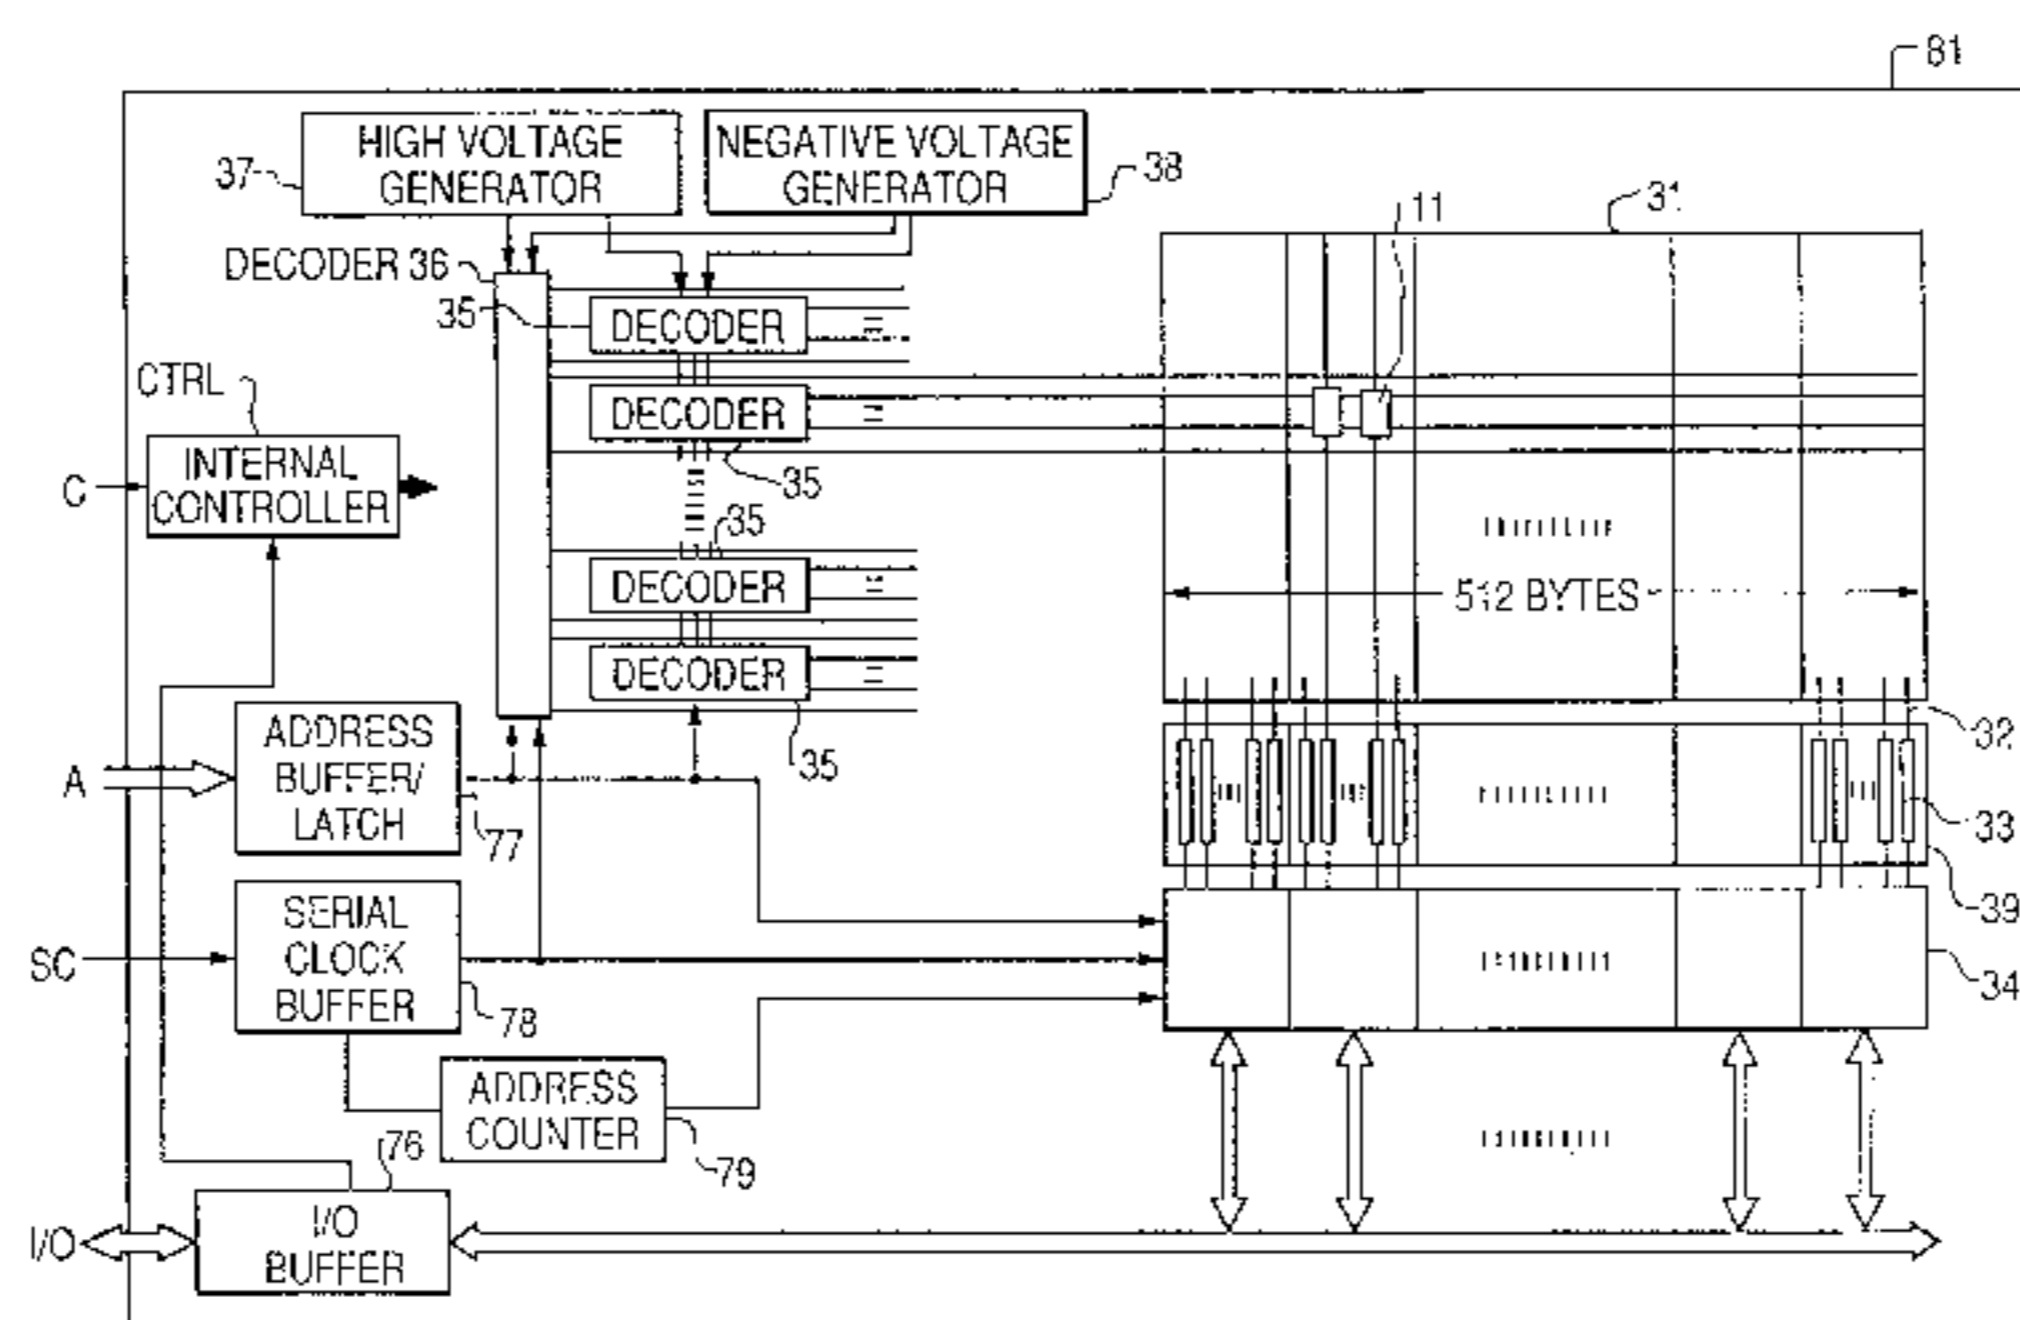 81
HIGH VOLTAGE
GENERATOR
37
NEGATIVE VOLTAGE
GENERATOR
38
11
31
DECODER 36
35
DECODER
DECODER
35
CTRL
INTERNAL
CONTROLLER
C
35
DECODER
DECODER
35
512 BYTES
ADDRESS
BUFFER/
LATCH
A
77
32
33
39
SERIAL
CLOCK
BUFFER
SC
78
34
ADDRESS
COUNTER
79
76
I/O
BUFFER
I/O